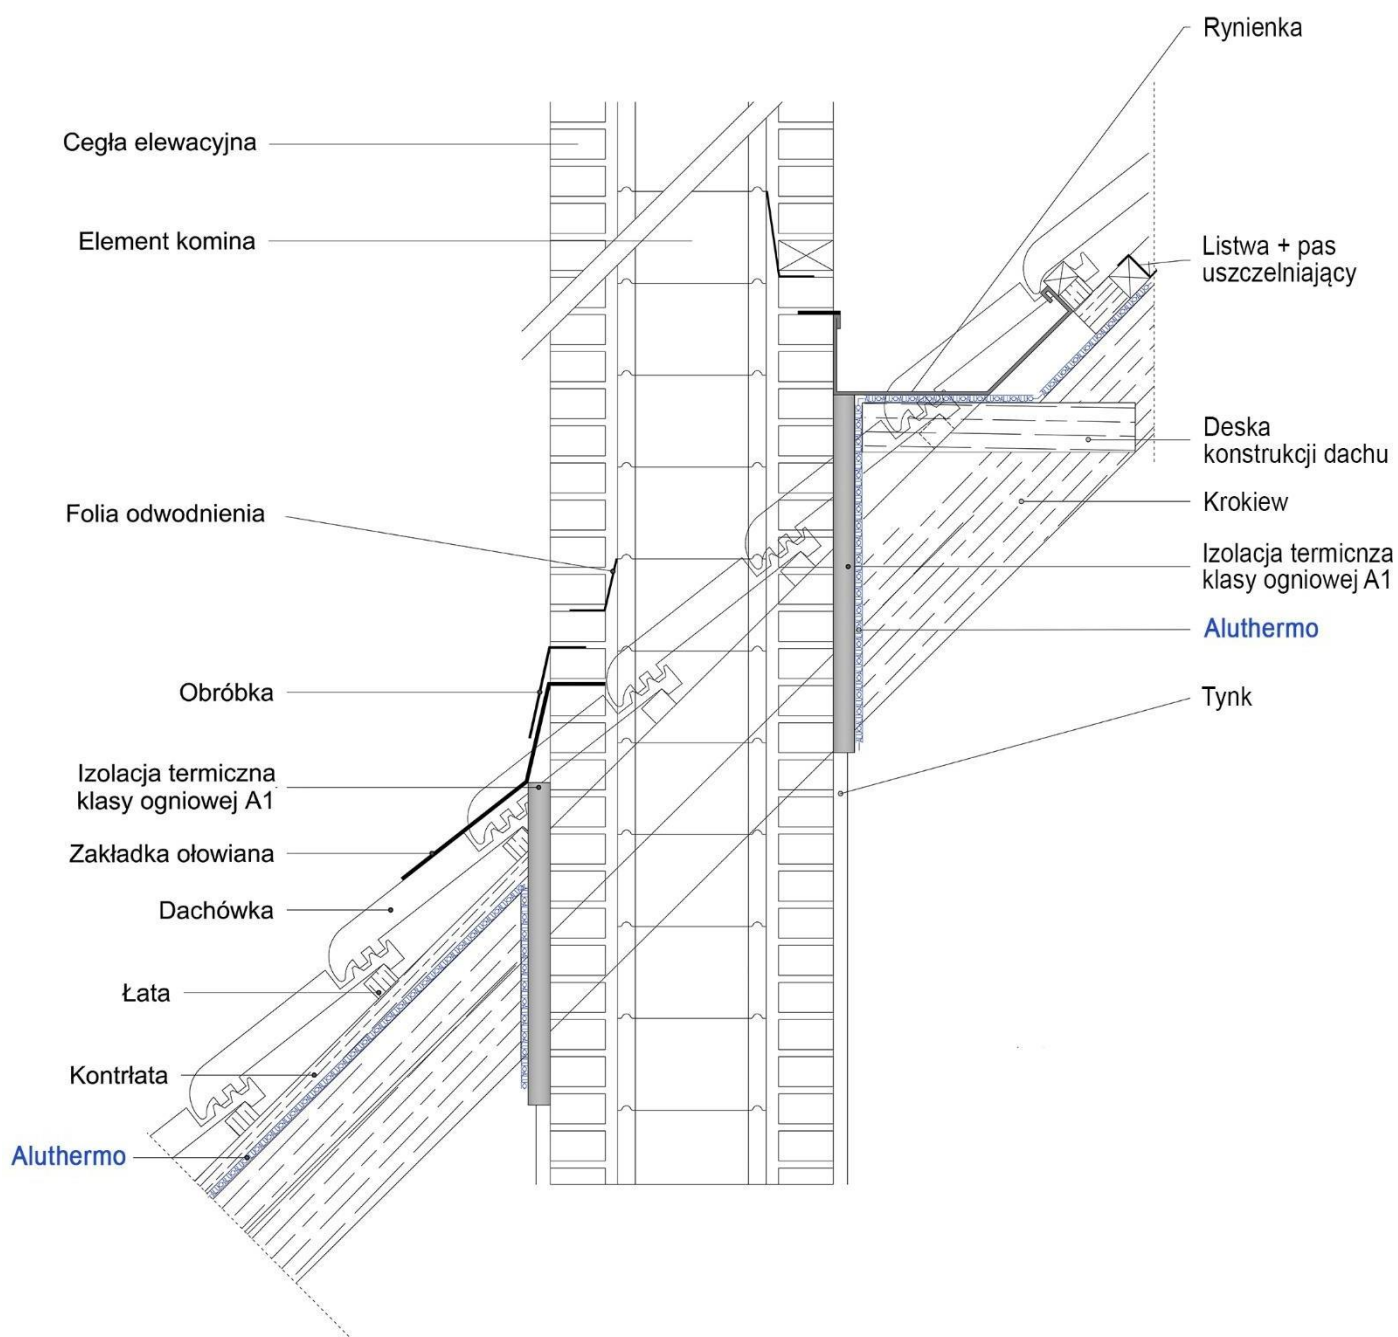 Rynienka
Cegła elewacyjna
Element komina
Listwa + pas
uszczelniający
Deska
konstrukcji dachu
Krokiew
Folia odwodnienia
Izolacja termicnza
klasy ogniowej A1
Aluthermo
Obróbka
Tynk
Izolacja termiczna
klasy ogniowej A1
Zakładka ołowiana
Dachówka
Łata
Kontrłata
Aluthermo